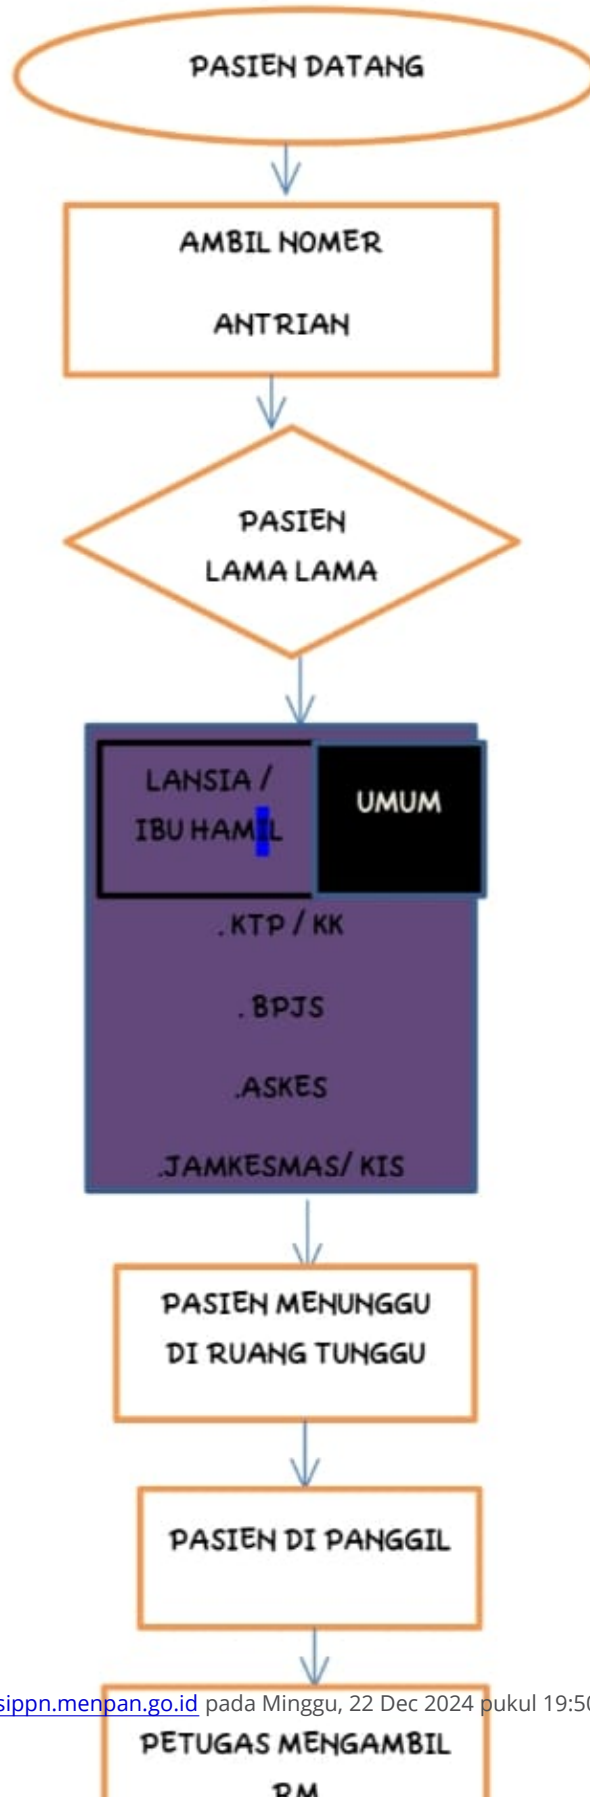 PASIEN DATANG
AMBIL NOMER
ANTRIAN
PASIEN
LAMA LAMA
LANSIA /
IBU HAMIL
UMUM
. KTP / KK
. BPJS
.ASKES
.JAMKESMAS/ KIS
PASIEN MENUNGGU
DI RUANG TUNGGU
PASIEN DI PANGGIL
sippn.menpan.go.id pada Minggu, 22 Dec 2024 pukul 19:50
PETUGAS MENGAMBIL
RM